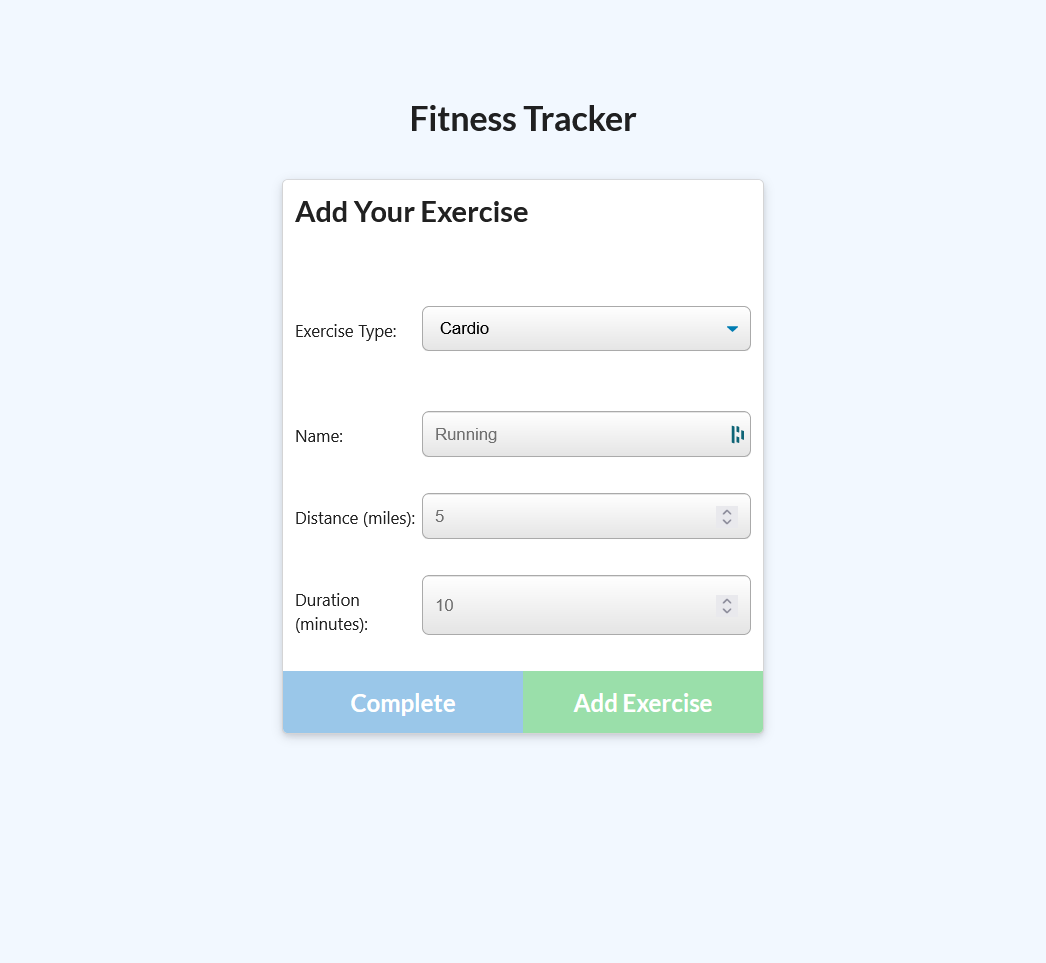 Fitness Tracker
Add Your Exercise
Exercise Type: Cardio
Name: Running
Distance (miles): 5
Duration (minutes): 10
Complete Add Exercise